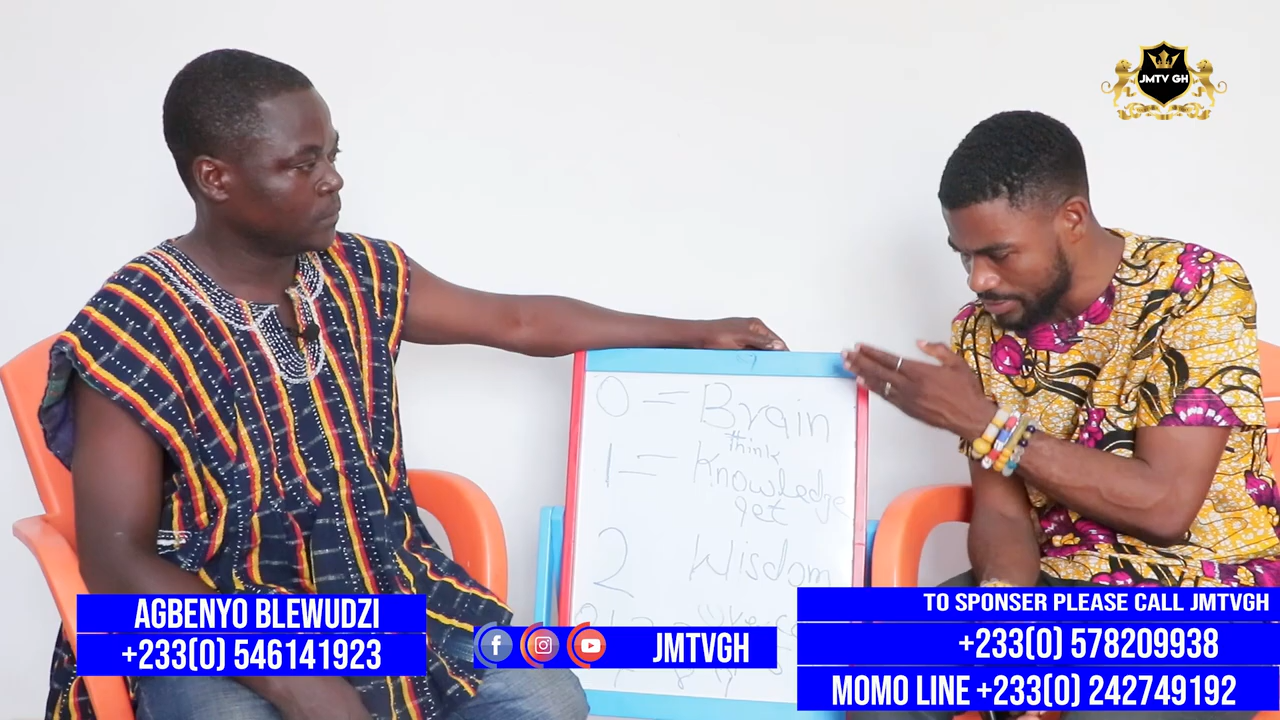 JMTV GH
0 = Brain
think
1 = Knowledge
get
2 Wisdom
AGBENYO BLEWUDZI
+233(0) 546141923
JMTVGH
TO SPONSER PLEASE CALL JMTVGH
+233(0) 578209938
MOMO LINE +233(0) 242749192